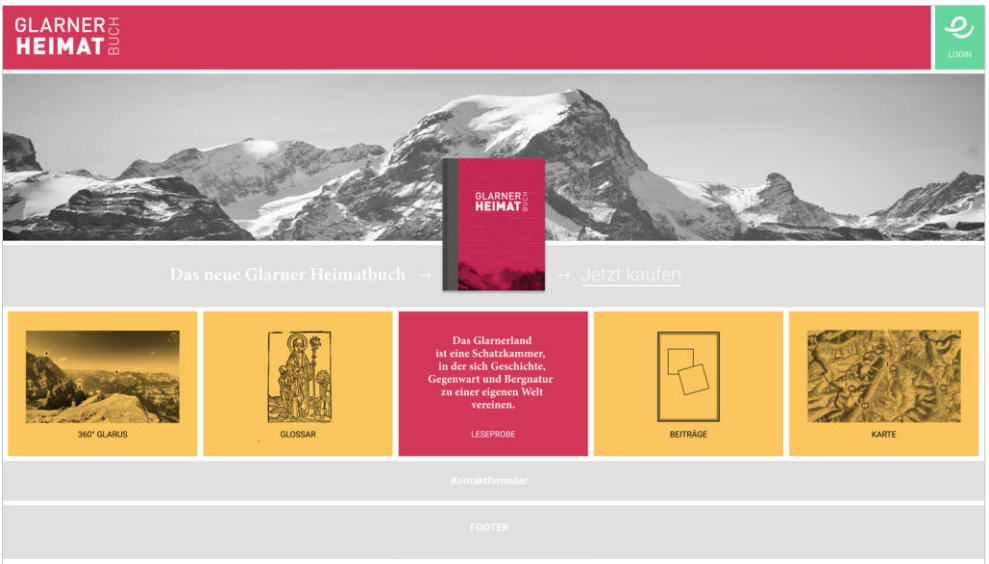 GLARNER
HEIMAT
BUCH
LOGIN
GLARNER
HEIMAT
BUCH
Das neue Glarner Heimatbuch → → Jetzt kaufen
360° GLARUS
GLOSSAR
Das Glarnerland
ist eine Schatzkammer,
in der sich Geschichte,
Gegenwart und Bergnatur
zu einer eigenen Welt
vereinen.
LESEPROBE
BEITRÄGE
KARTE
Kontaktformular
FOOTER